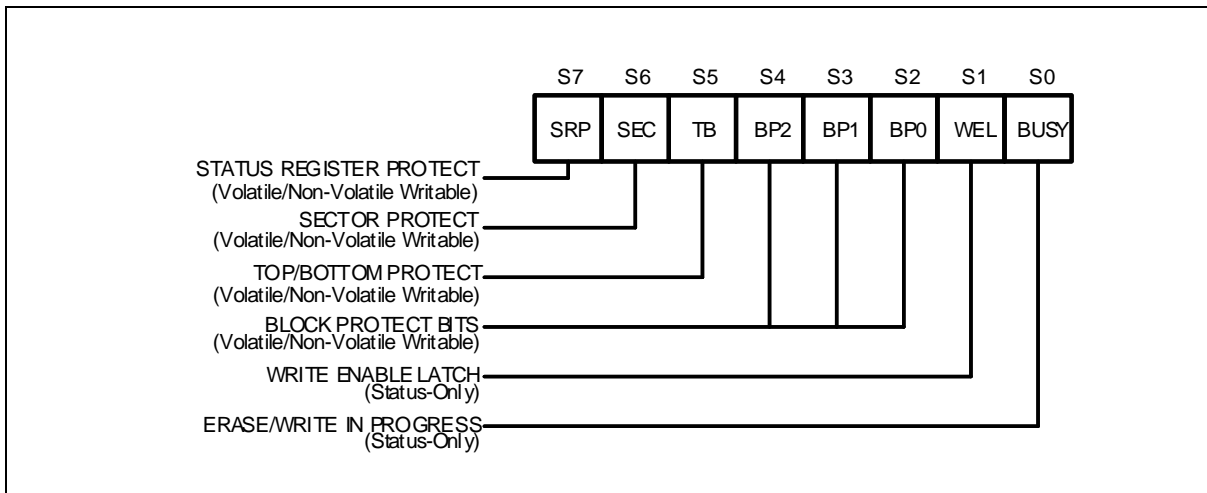 S7 S6 S5 S4 S3 S2 S1 S0
SRP SEC TB BP2 BP1 BP0 WEL BUSY
STATUS REGISTER PROTECT
(Volatile/Non-Volatile Writable)
SECTOR PROTECT
(Volatile/Non-Volatile Writable)
TOP/BOTTOM PROTECT
(Volatile/Non-Volatile Writable)
BLOCK PROTECT BITS
(Volatile/Non-Volatile Writable)
WRITE ENABLE LATCH
(Status-Only)
ERASE/WRITE IN PROGRESS
(Status-Only)